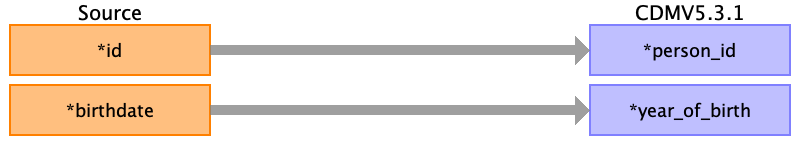 Source CDMV5.3.1
*id *person_id
*birthdate *year_of_birth